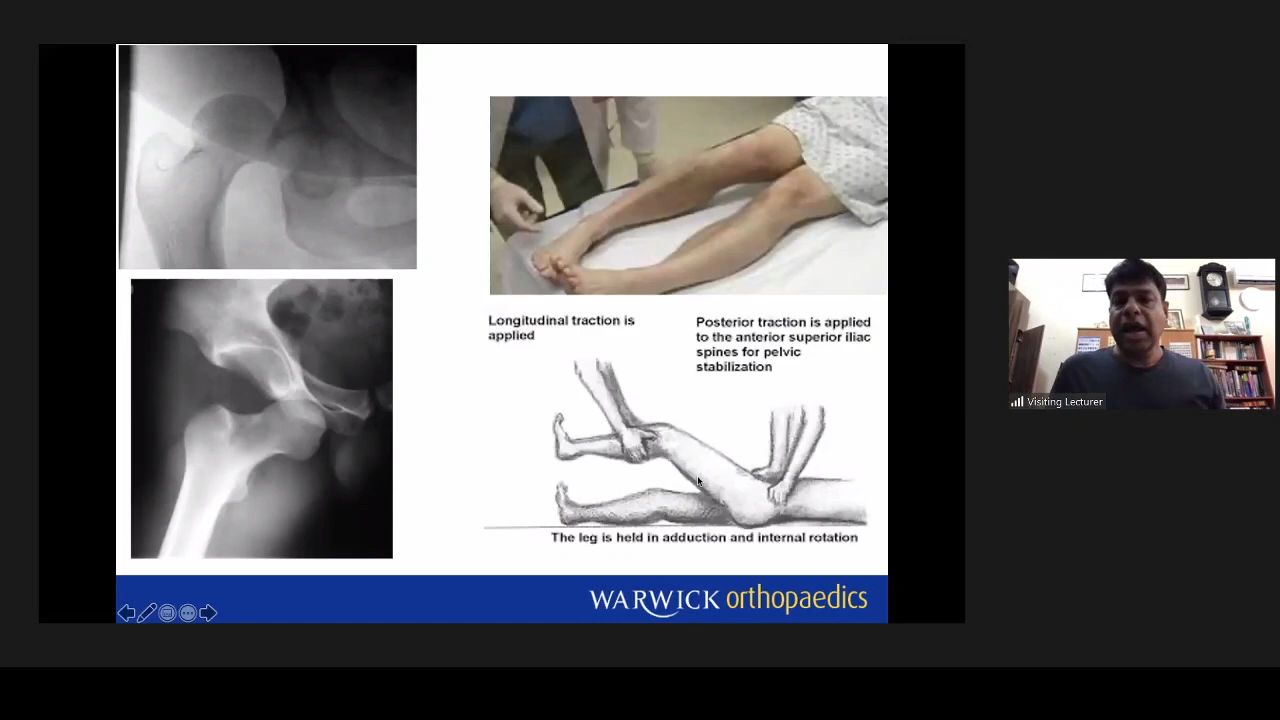 Longitudinal traction is
applied
Posterior traction is applied
to the anterior superior iliac
spines for pelvic
stabilization
The leg is held in adduction and internal rotation
WARWICK orthopaedics
Visiting Lecturer